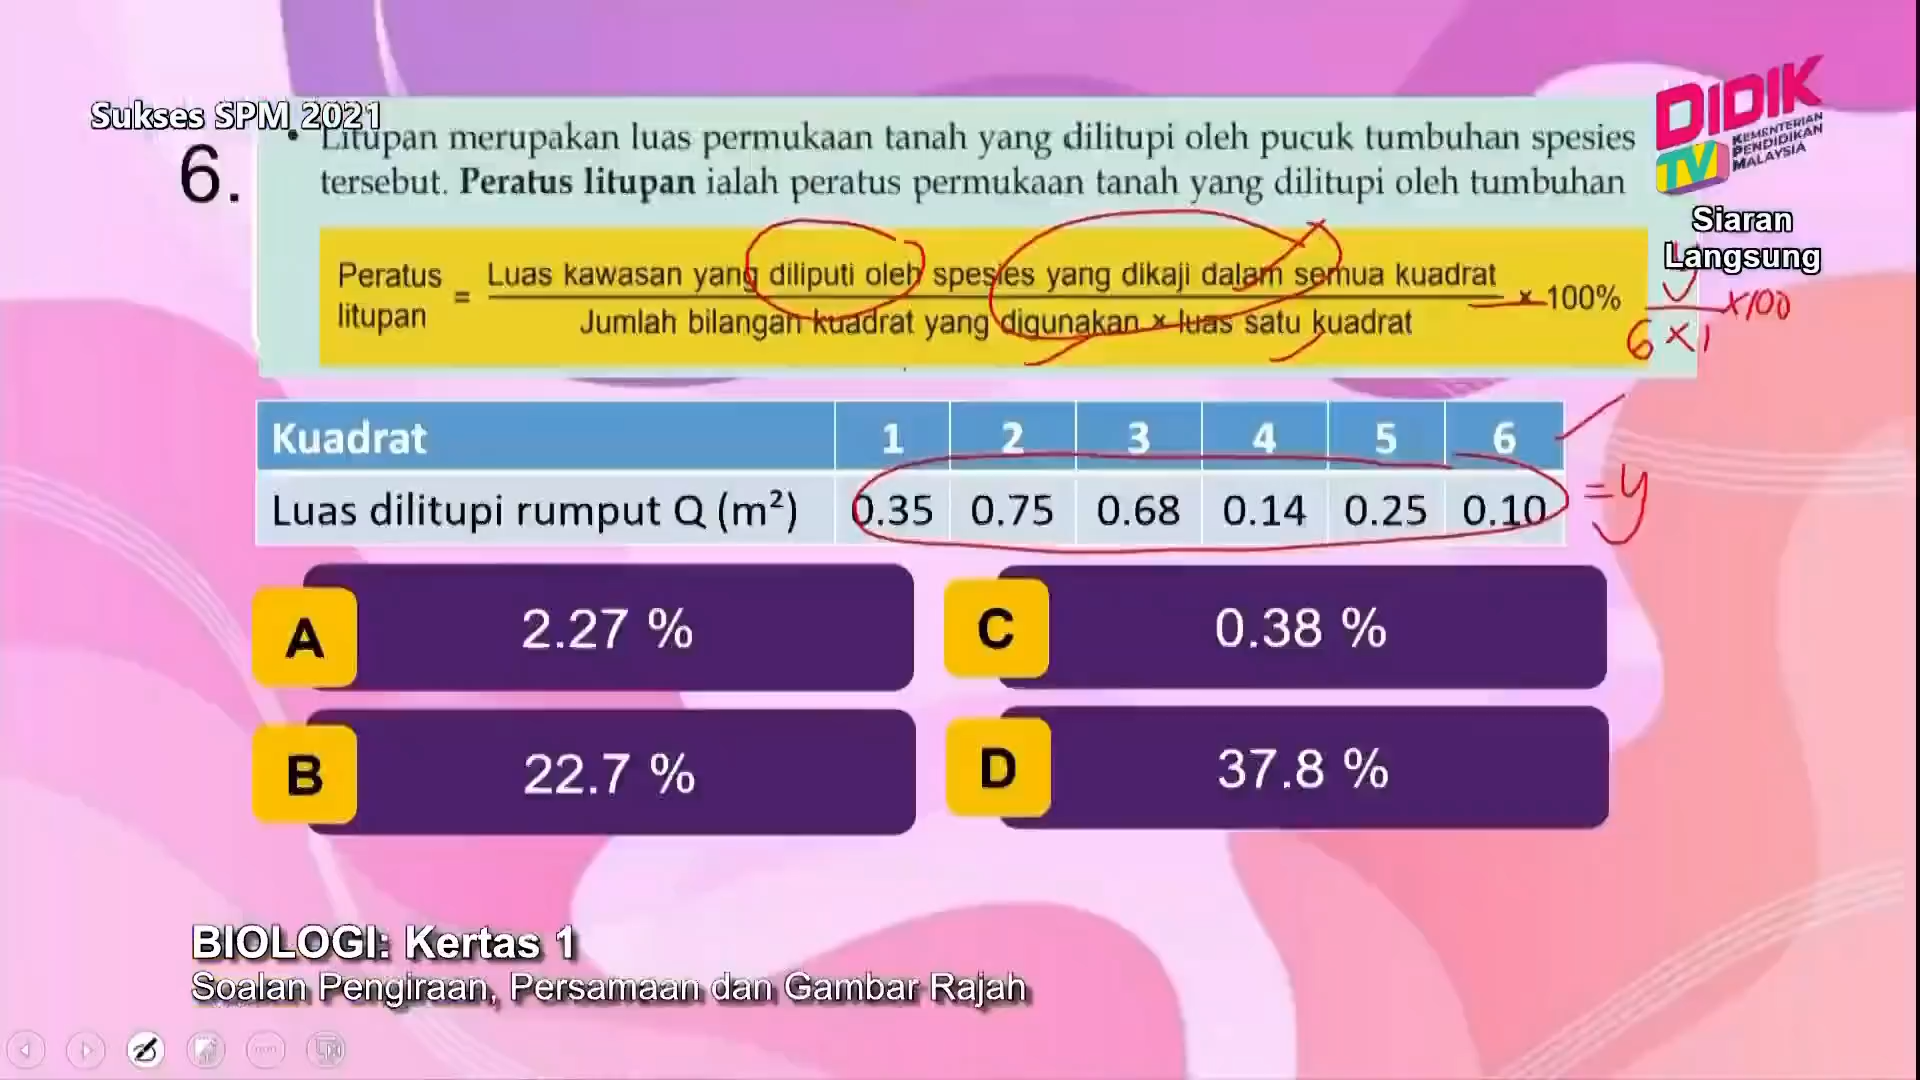 Sukses SPM 2021
DIDIK
TV
KEMENTERIAN
PENDIDIKAN
MALAYSIA
Siaran
Langsung
6.
• Litupan merupakan luas permukaan tanah yang dilitupi oleh pucuk tumbuhan spesies
tersebut. Peratus litupan ialah peratus permukaan tanah yang dilitupi oleh tumbuhan
Peratus litupan = Luas kawasan yang diliputi oleh spesies yang dikaji dalam semua kuadrat × 100%
Jumlah bilangan kuadrat yang digunakan × luas satu kuadrat
y
6 × 1
×100
Kuadrat 1 2 3 4 5 6
Luas dilitupi rumput Q (m²) 0.35 0.75 0.68 0.14 0.25 0.10
= y
A 2.27 %
C 0.38 %
B 22.7 %
D 37.8 %
BIOLOGI: Kertas 1
Soalan Pengiraan, Persamaan dan Gambar Rajah